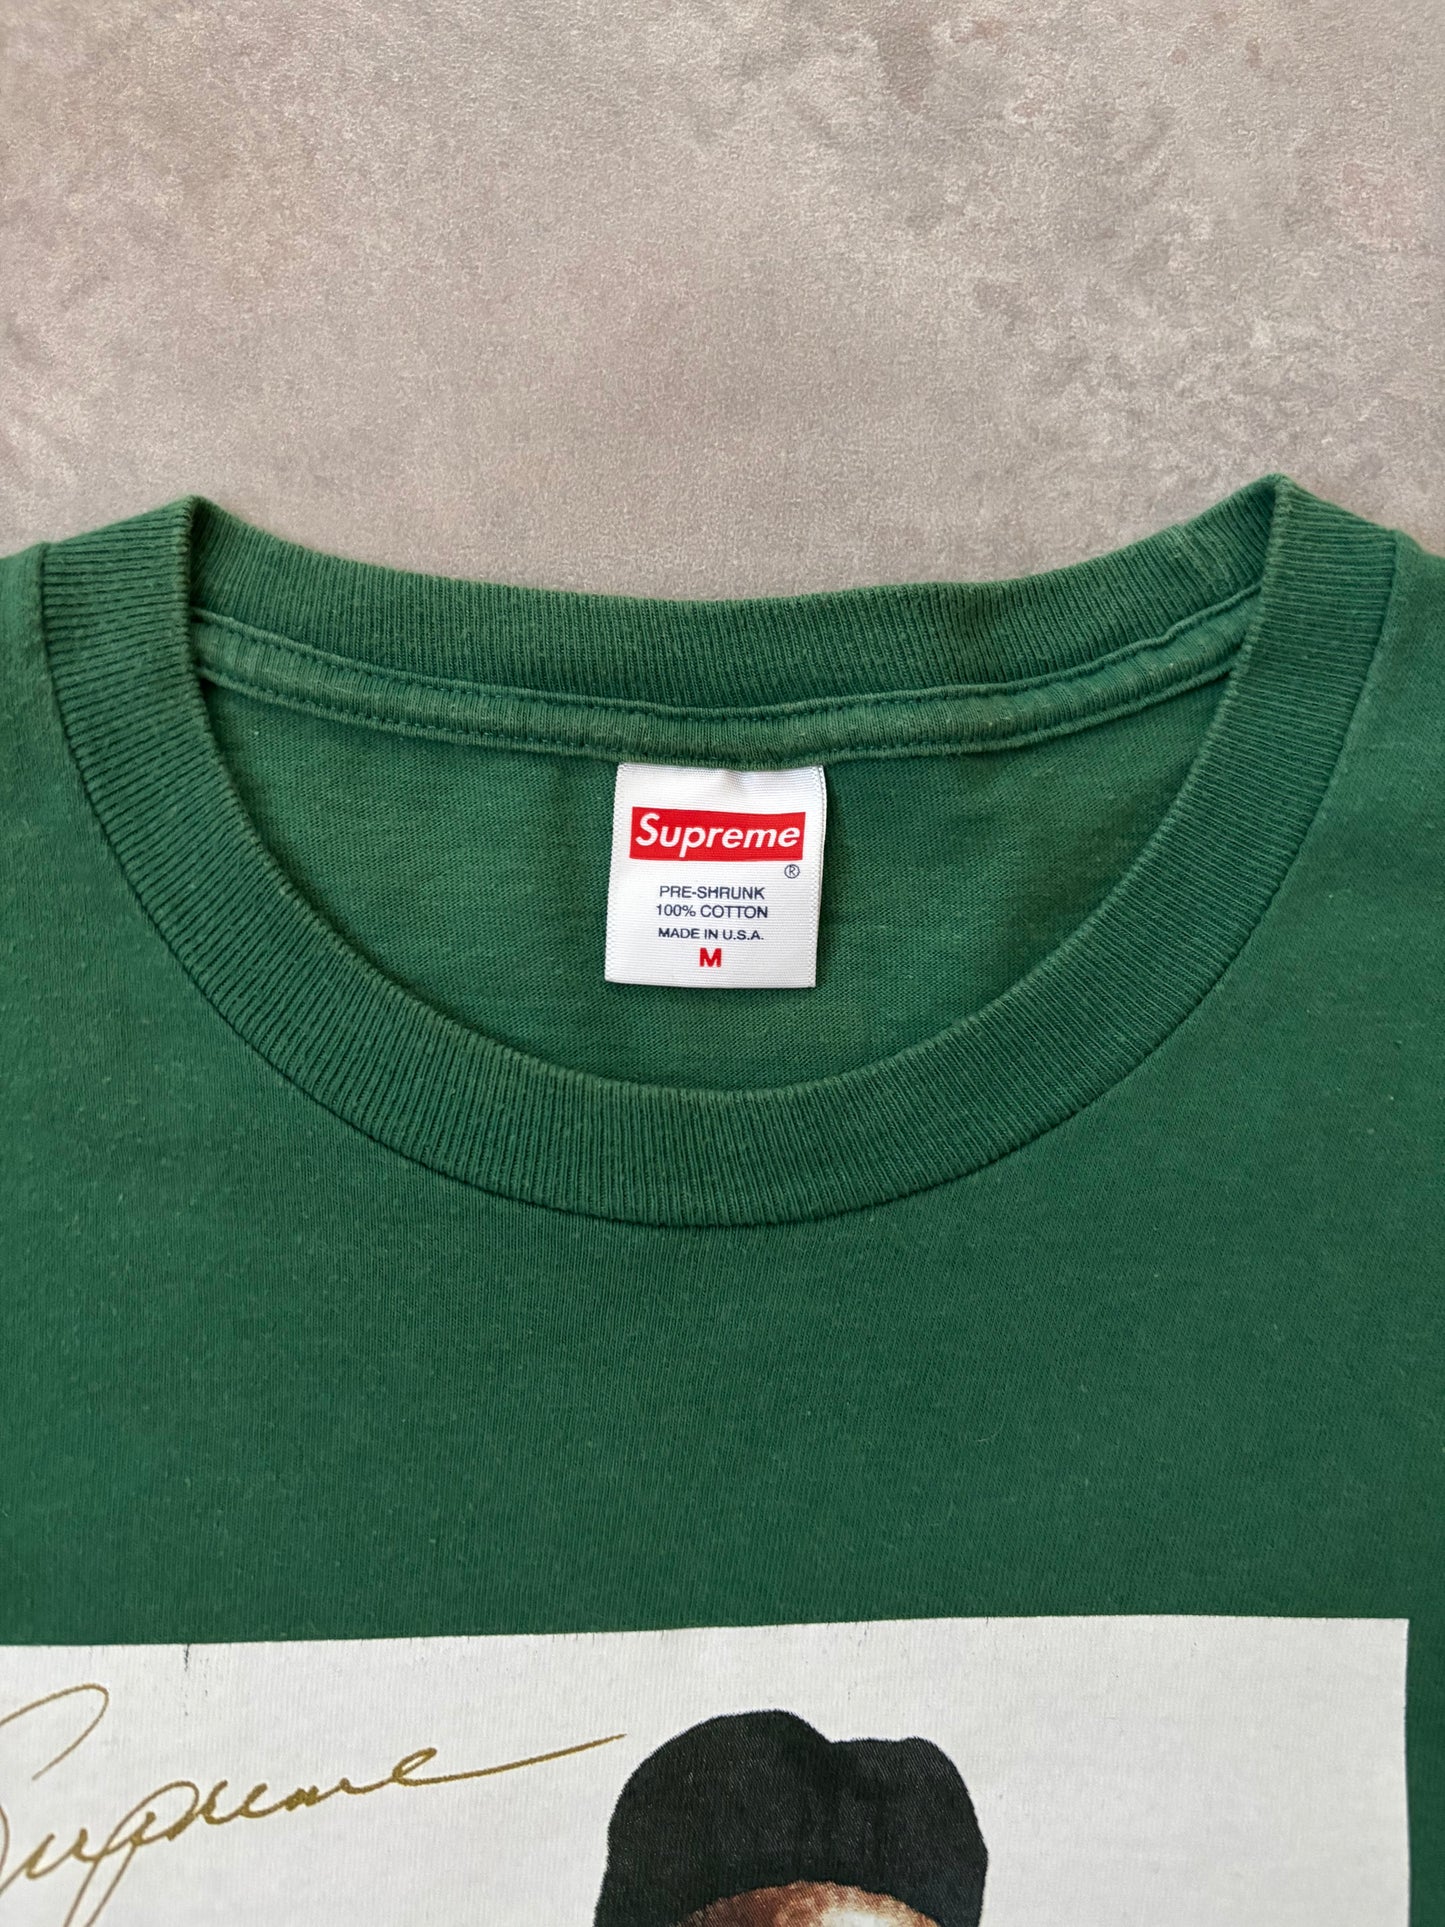 Supreme
®
PRE-SHRUNK
100% COTTON
MADE IN U.S.A.
M
Supreme